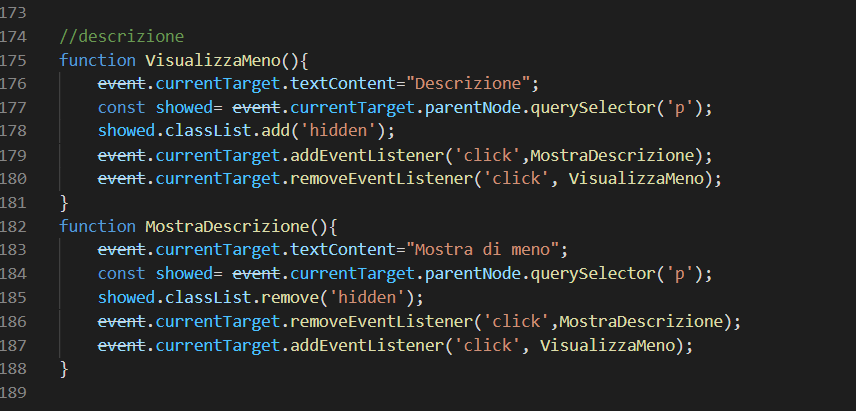 173
174 //descrizione
175 function VisualizzaMeno(){
176 event.currentTarget.textContent="Descrizione";
177 const showed= event.currentTarget.parentNode.querySelector('p');
178 showed.classList.add('hidden');
179 event.currentTarget.addEventListener('click',MostraDescrizione);
180 event.currentTarget.removeEventListener('click', VisualizzaMeno);
181 }
182 function MostraDescrizione(){
183 event.currentTarget.textContent="Mostra di meno";
184 const showed= event.currentTarget.parentNode.querySelector('p');
185 showed.classList.remove('hidden');
186 event.currentTarget.removeEventListener('click',MostraDescrizione);
187 event.currentTarget.addEventListener('click', VisualizzaMeno);
188 }
189